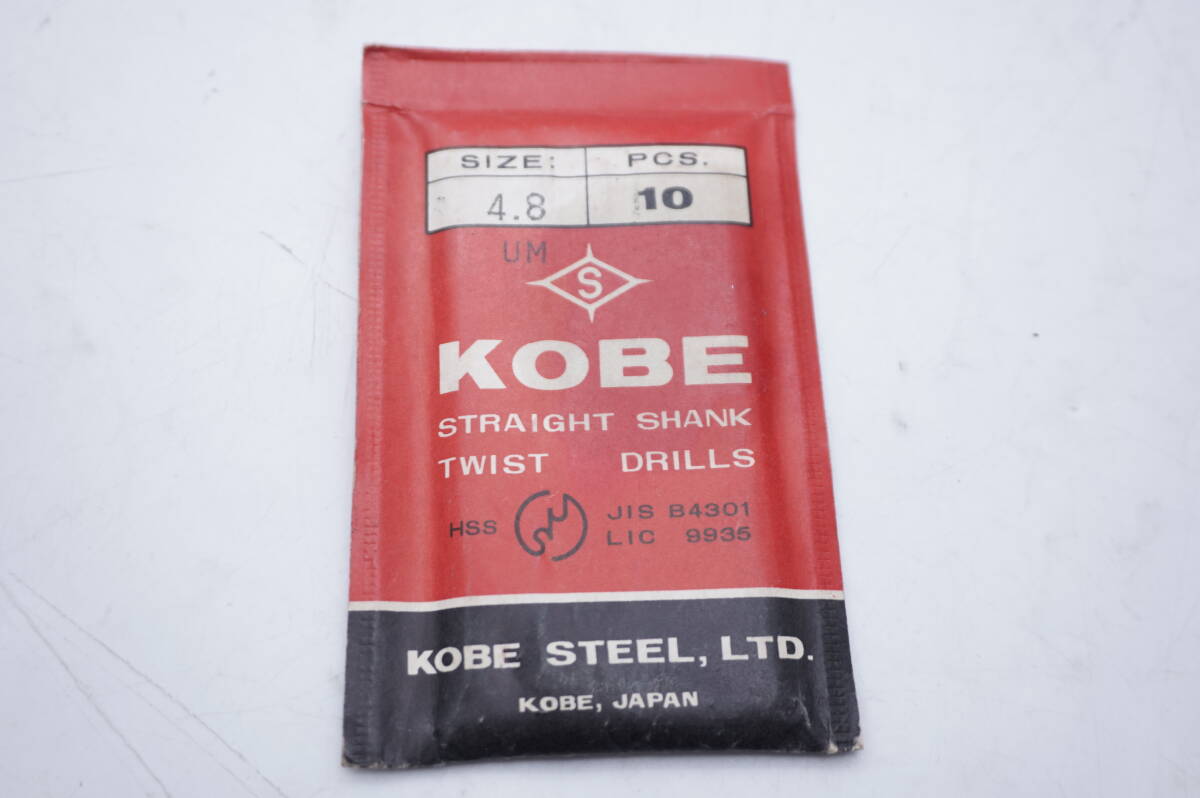 SIZE: PCS.
4.8 10
UM
S
KOBE
STRAIGHT SHANK
TWIST DRILLS
HSS JIS B4301
LIC 9935
KOBE STEEL, LTD.
KOBE, JAPAN